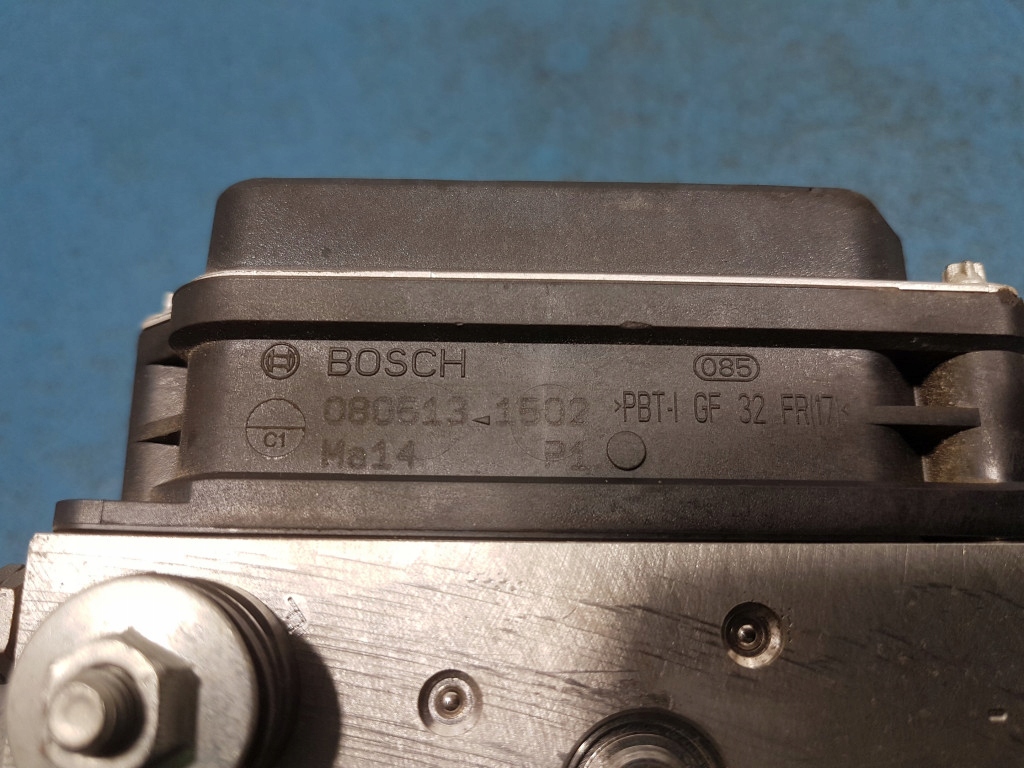 BOSCH
085
080613 1502
>PBT-I GF 32 FR(17)<
C1
Ma14 P1